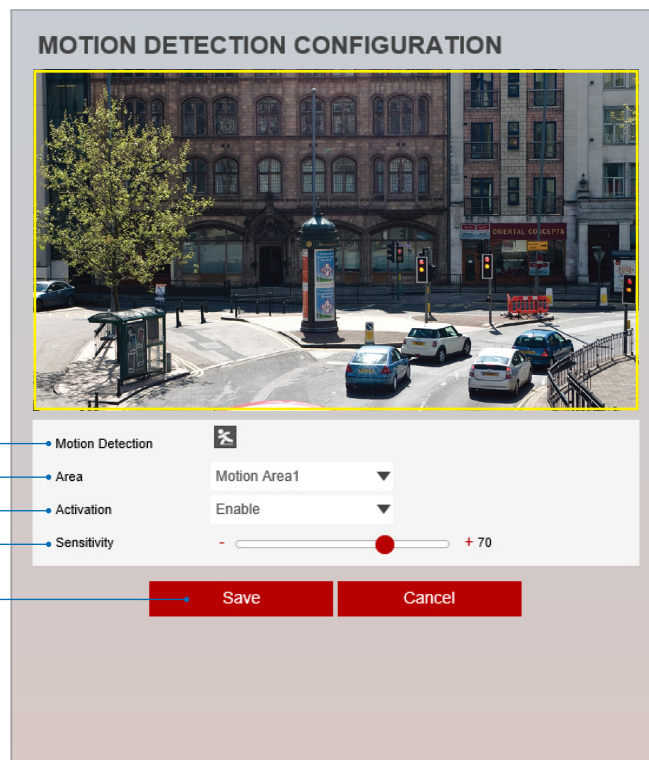 MOTION DETECTION CONFIGURATION
ORIENTAL CONCEPTS
Motion Detection
Area Motion Area1
Activation Enable
Sensitivity - + 70
Save Cancel